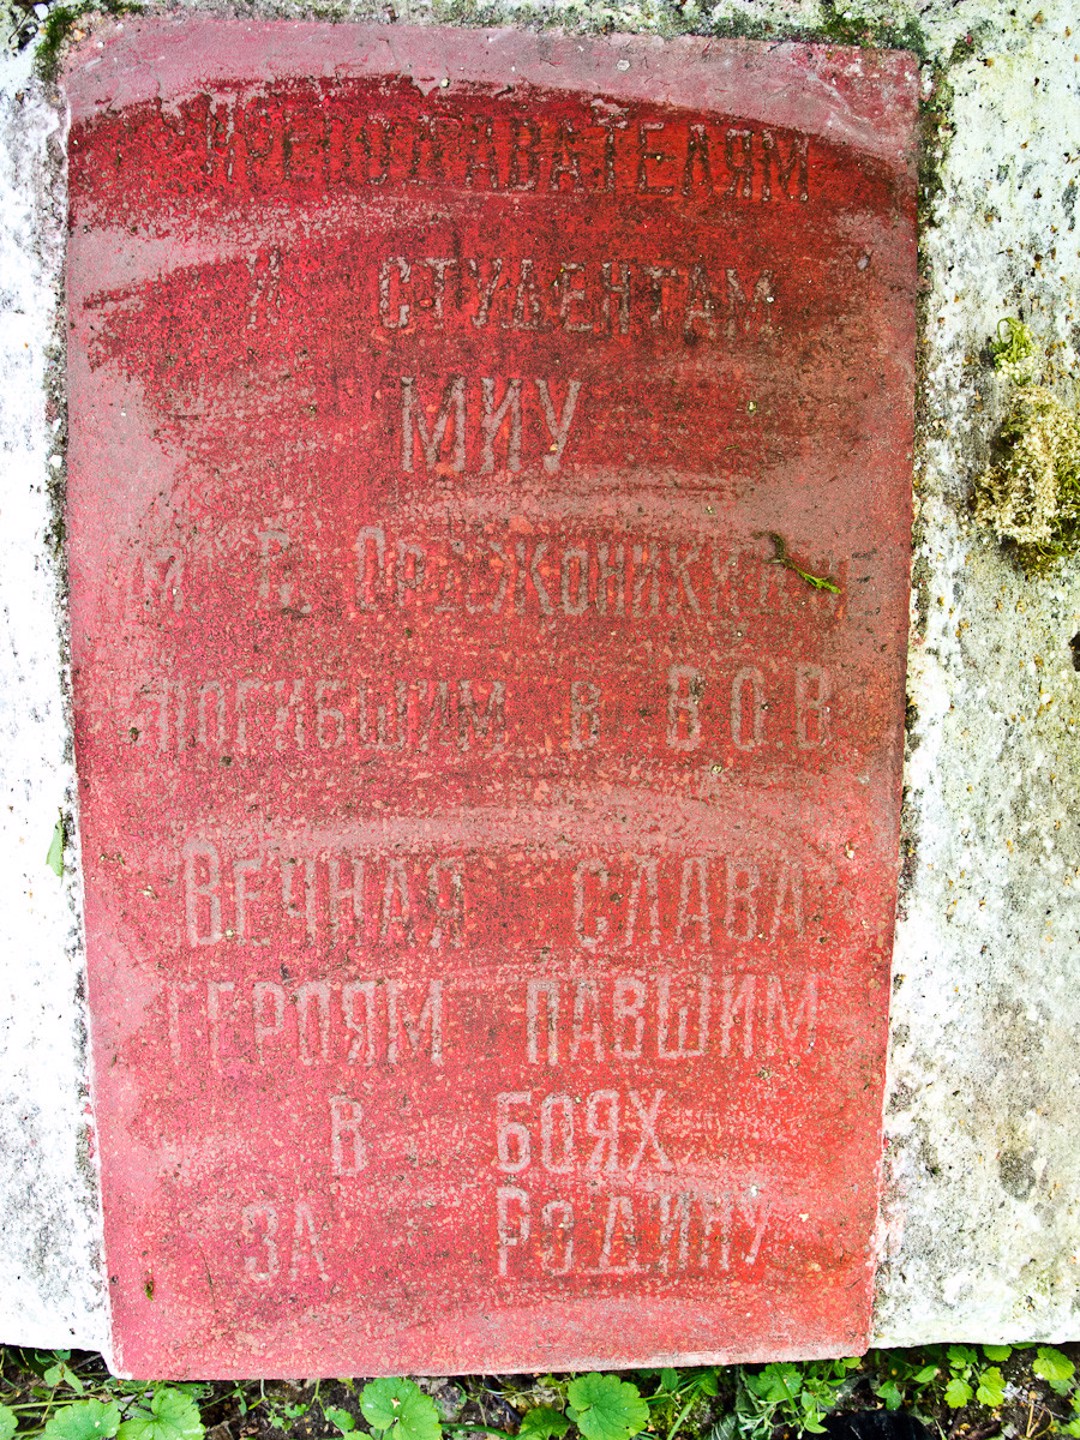 ПРЕПОДАВАТЕЛЯМ
И СТУДЕНТАМ
МИУ
им. С. Орджоникидзе
ПОГИБШИМ В В.О.В
ВЕЧНАЯ СЛАВА
ГЕРОЯМ ПАВШИМ
В БОЯХ
ЗА РОДИНУ